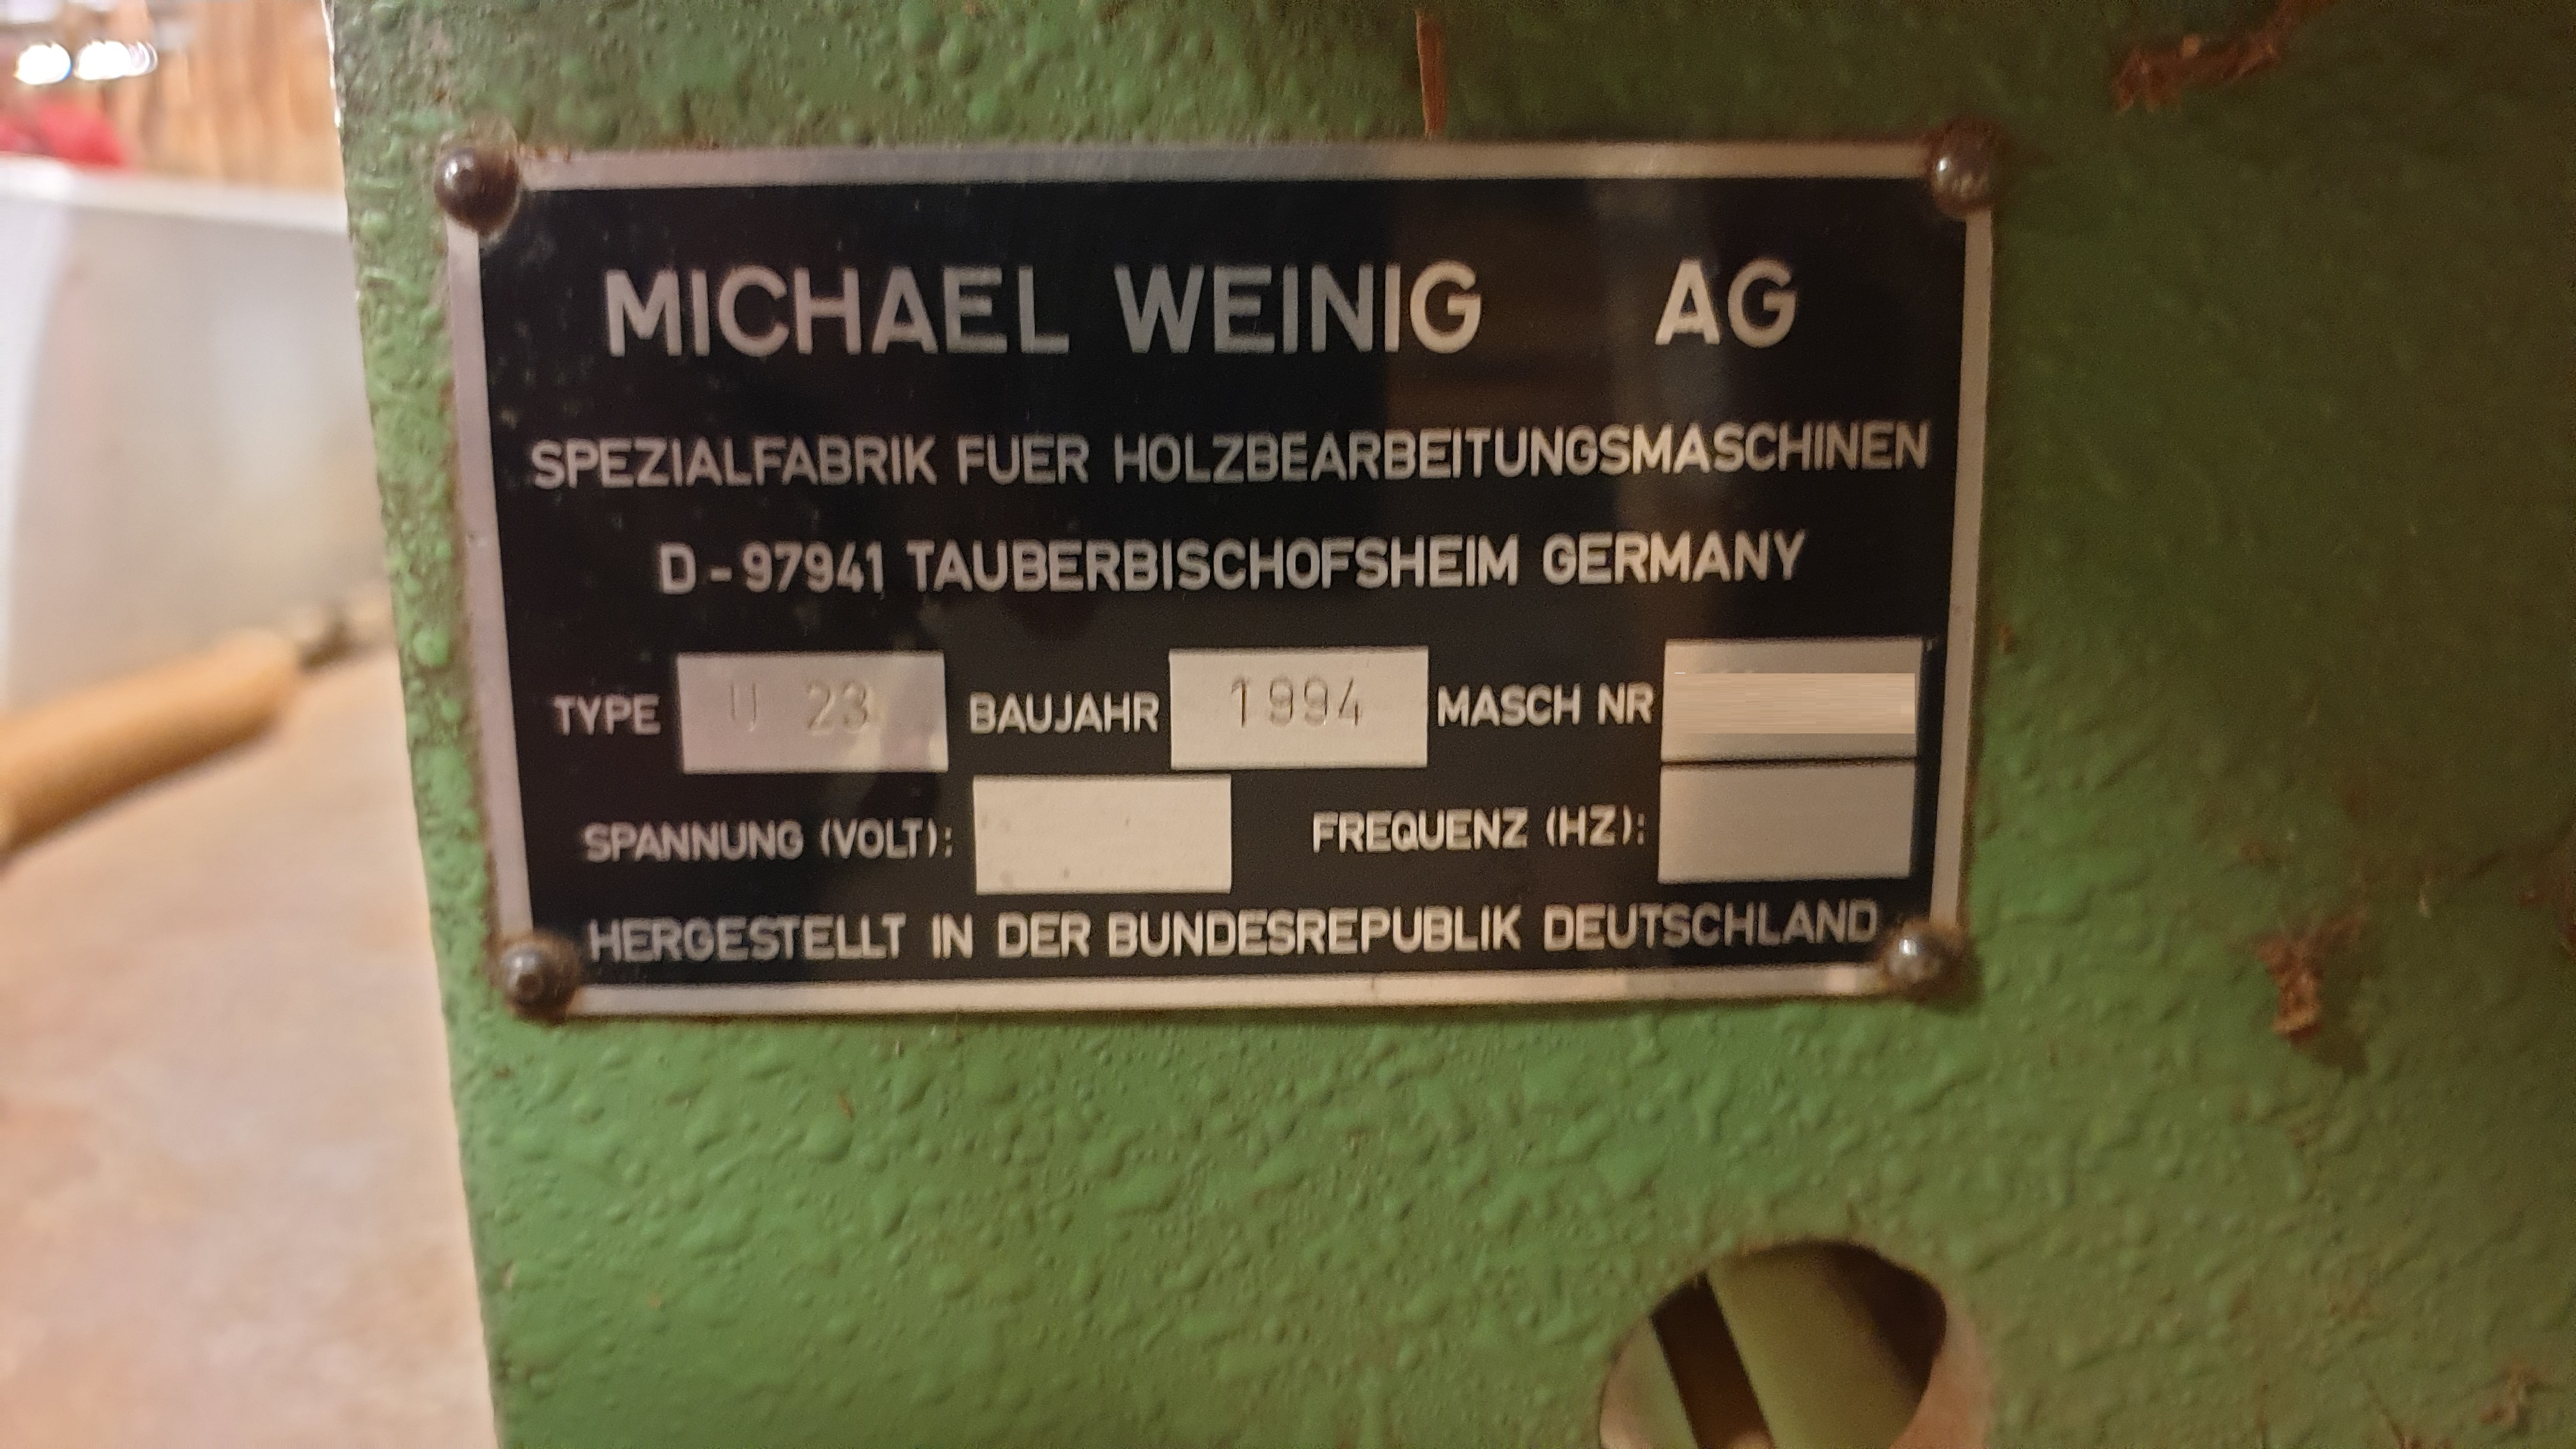 MICHAEL WEINIG AG
SPEZIALFABRIK FUER HOLZBEARBEITUNGSMASCHINEN
D-97941 TAUBERBISCHOFSHEIM GERMANY
TYPE U 23 BAUJAHR 1994 MASCH NR
SPANNUNG (VOLT): FREQUENZ (HZ):
HERGESTELLT IN DER BUNDESREPUBLIK DEUTSCHLAND